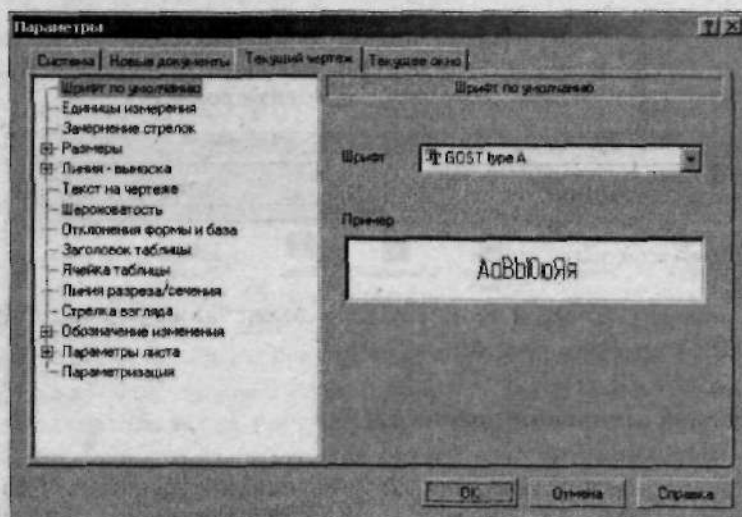 Параметры
Система
Новые документы
Текущий чертеж
Текущее окно
Шрифт по умолчанию
Единицы измерения
Зачернение стрелок
Размеры
Линия - выноска
Текст на чертеже
Шероховатость
Отклонения формы и база
Заголовок таблицы
Ячейка таблицы
Линия разреза/сечения
Стрелка взгляда
Обозначение изменения
Параметры листа
Параметризация
Шрифт по умолчанию
Шрифт
GOST type A
Пример
АаВЫОоЯя
OK
Отмена
Справка